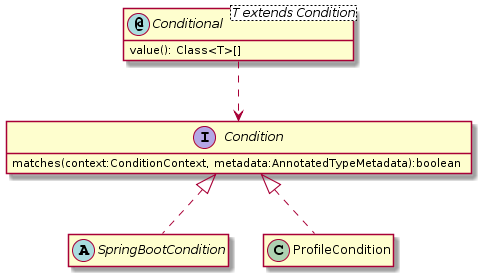 T extends Condition
@ Conditional
value(): Class<T>[]
I Condition
matches(context:ConditionContext, metadata:AnnotatedTypeMetadata):boolean
A SpringBootCondition
C ProfileCondition